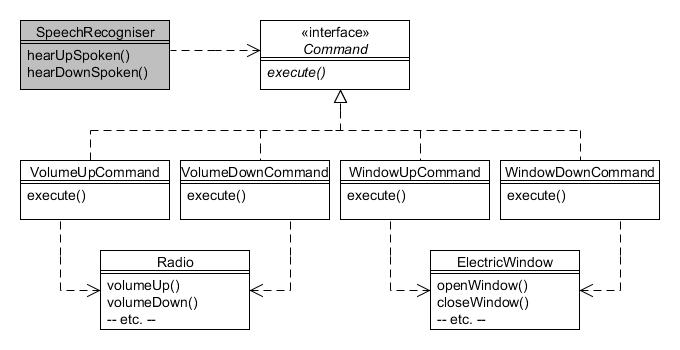 SpeechRecogniser
hearUpSpoken()
hearDownSpoken()
«interface»
Command
execute()
VolumeUpCommand
execute()
VolumeDownCommand
execute()
WindowUpCommand
execute()
WindowDownCommand
execute()
Radio
volumeUp()
volumeDown()
-- etc. --
ElectricWindow
openWindow()
closeWindow()
-- etc. --